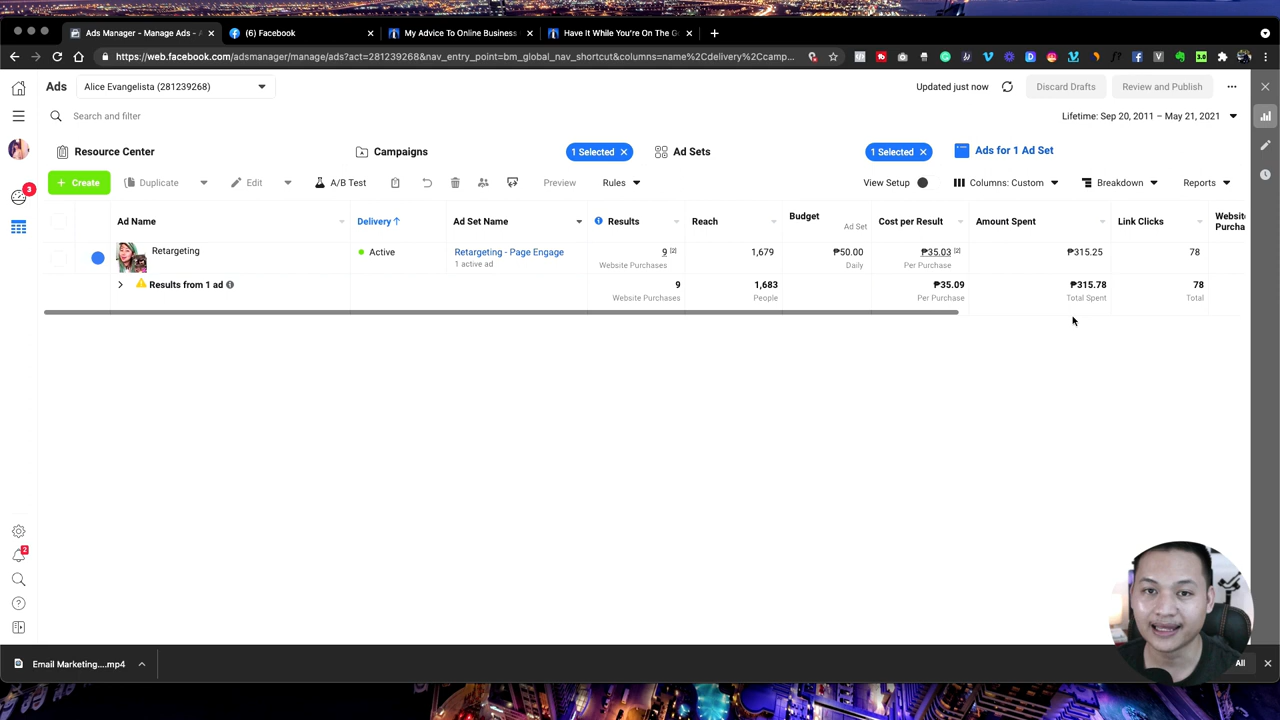 Ads Manager - Manage Ads - A
(6) Facebook
My Advice To Online Business
Have It While You're On The G
https://web.facebook.com/adsmanager/manage/ads?act=281239268&nav_entry_point=bm_global_nav_shortcut&columns=name%2Cdelivery%2Ccamp...
Ads
Alice Evangelista (281239268)
Updated just now
Discard Drafts
Review and Publish
Search and filter
Lifetime: Sep 20, 2011 – May 21, 2021
Resource Center
Campaigns
1 Selected
Ad Sets
1 Selected
Ads for 1 Ad Set
Create
Duplicate
Edit
A/B Test
Preview
Rules
View Setup
Columns: Custom
Breakdown
Reports
Ad Name
Delivery
Ad Set Name
Results
Reach
Budget
Ad Set
Cost per Result
Amount Spent
Link Clicks
Website
Purcha
Retargeting
Active
Retargeting - Page Engage
1 active ad
9 [2]
Website Purchases
1,679
₱50.00
Daily
₱35.03 [2]
Per Purchase
₱315.25
78
Results from 1 ad
9
Website Purchases
1,683
People
₱35.09
Per Purchase
₱315.78
Total Spent
78
Total
3
2
Email Marketing....mp4
All